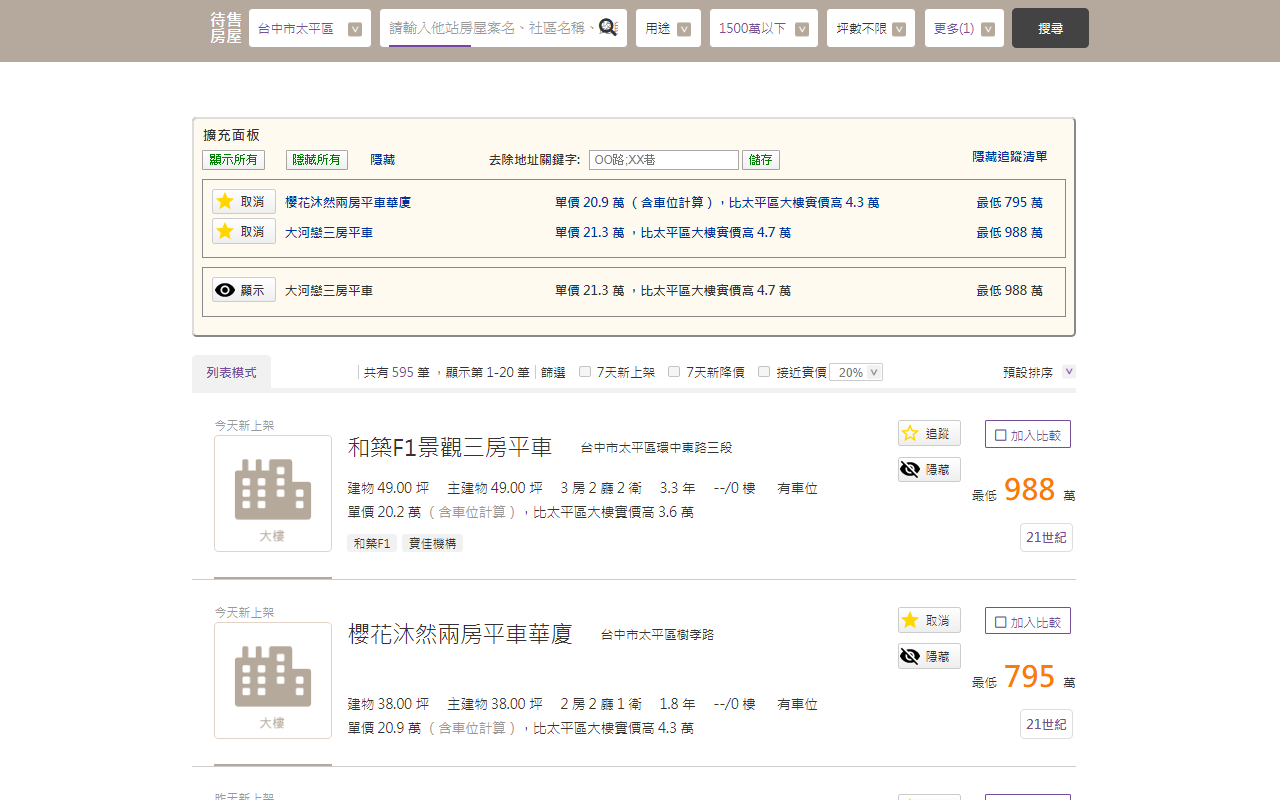 待售
房屋
台中市太平區
請輸入他站房屋案名、社區名稱、
用途
1500萬以下
坪數不限
更多(1)
搜尋
擴充面板
顯示所有 隱藏所有 隱藏 去除地址關鍵字: OO路;XX巷 儲存 隱藏追蹤清單
取消 櫻花沐然兩房平車華廈 單價 20.9 萬（含車位計算），比太平區大樓實價高 4.3 萬 最低 795 萬
取消 大河戀三房平車 單價 21.3 萬 ，比太平區大樓實價高 4.7 萬 最低 988 萬
顯示 大河戀三房平車 單價 21.3 萬 ，比太平區大樓實價高 4.7 萬 最低 988 萬
列表模式 共有 595 筆 ，顯示第 1-20 筆 篩選 7天新上架 7天新降價 接近實價 20% 預設排序
今天新上架
和築F1景觀三房平車 台中市太平區環中東路三段
追蹤
加入比較
隱藏
建物 49.00 坪 主建物 49.00 坪 3 房 2 廳 2 衛 3.3 年 --/0 樓 有車位
最低 988 萬
單價 20.2 萬（含車位計算），比太平區大樓實價高 3.6 萬
大樓
和築F1 寶佳機構
21世紀
今天新上架
櫻花沐然兩房平車華廈 台中市太平區樹孝路
取消
加入比較
隱藏
最低 795 萬
建物 38.00 坪 主建物 38.00 坪 2 房 2 廳 1 衛 1.8 年 --/0 樓 有車位
單價 20.9 萬（含車位計算），比太平區大樓實價高 4.3 萬
大樓
21世紀
昨天新上架